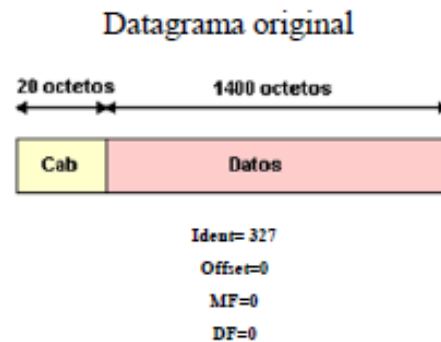 Datagrama original
20 octetos 1400 octetos
Cab Datos
Ident= 327
Offset=0
MF=0
DF=0